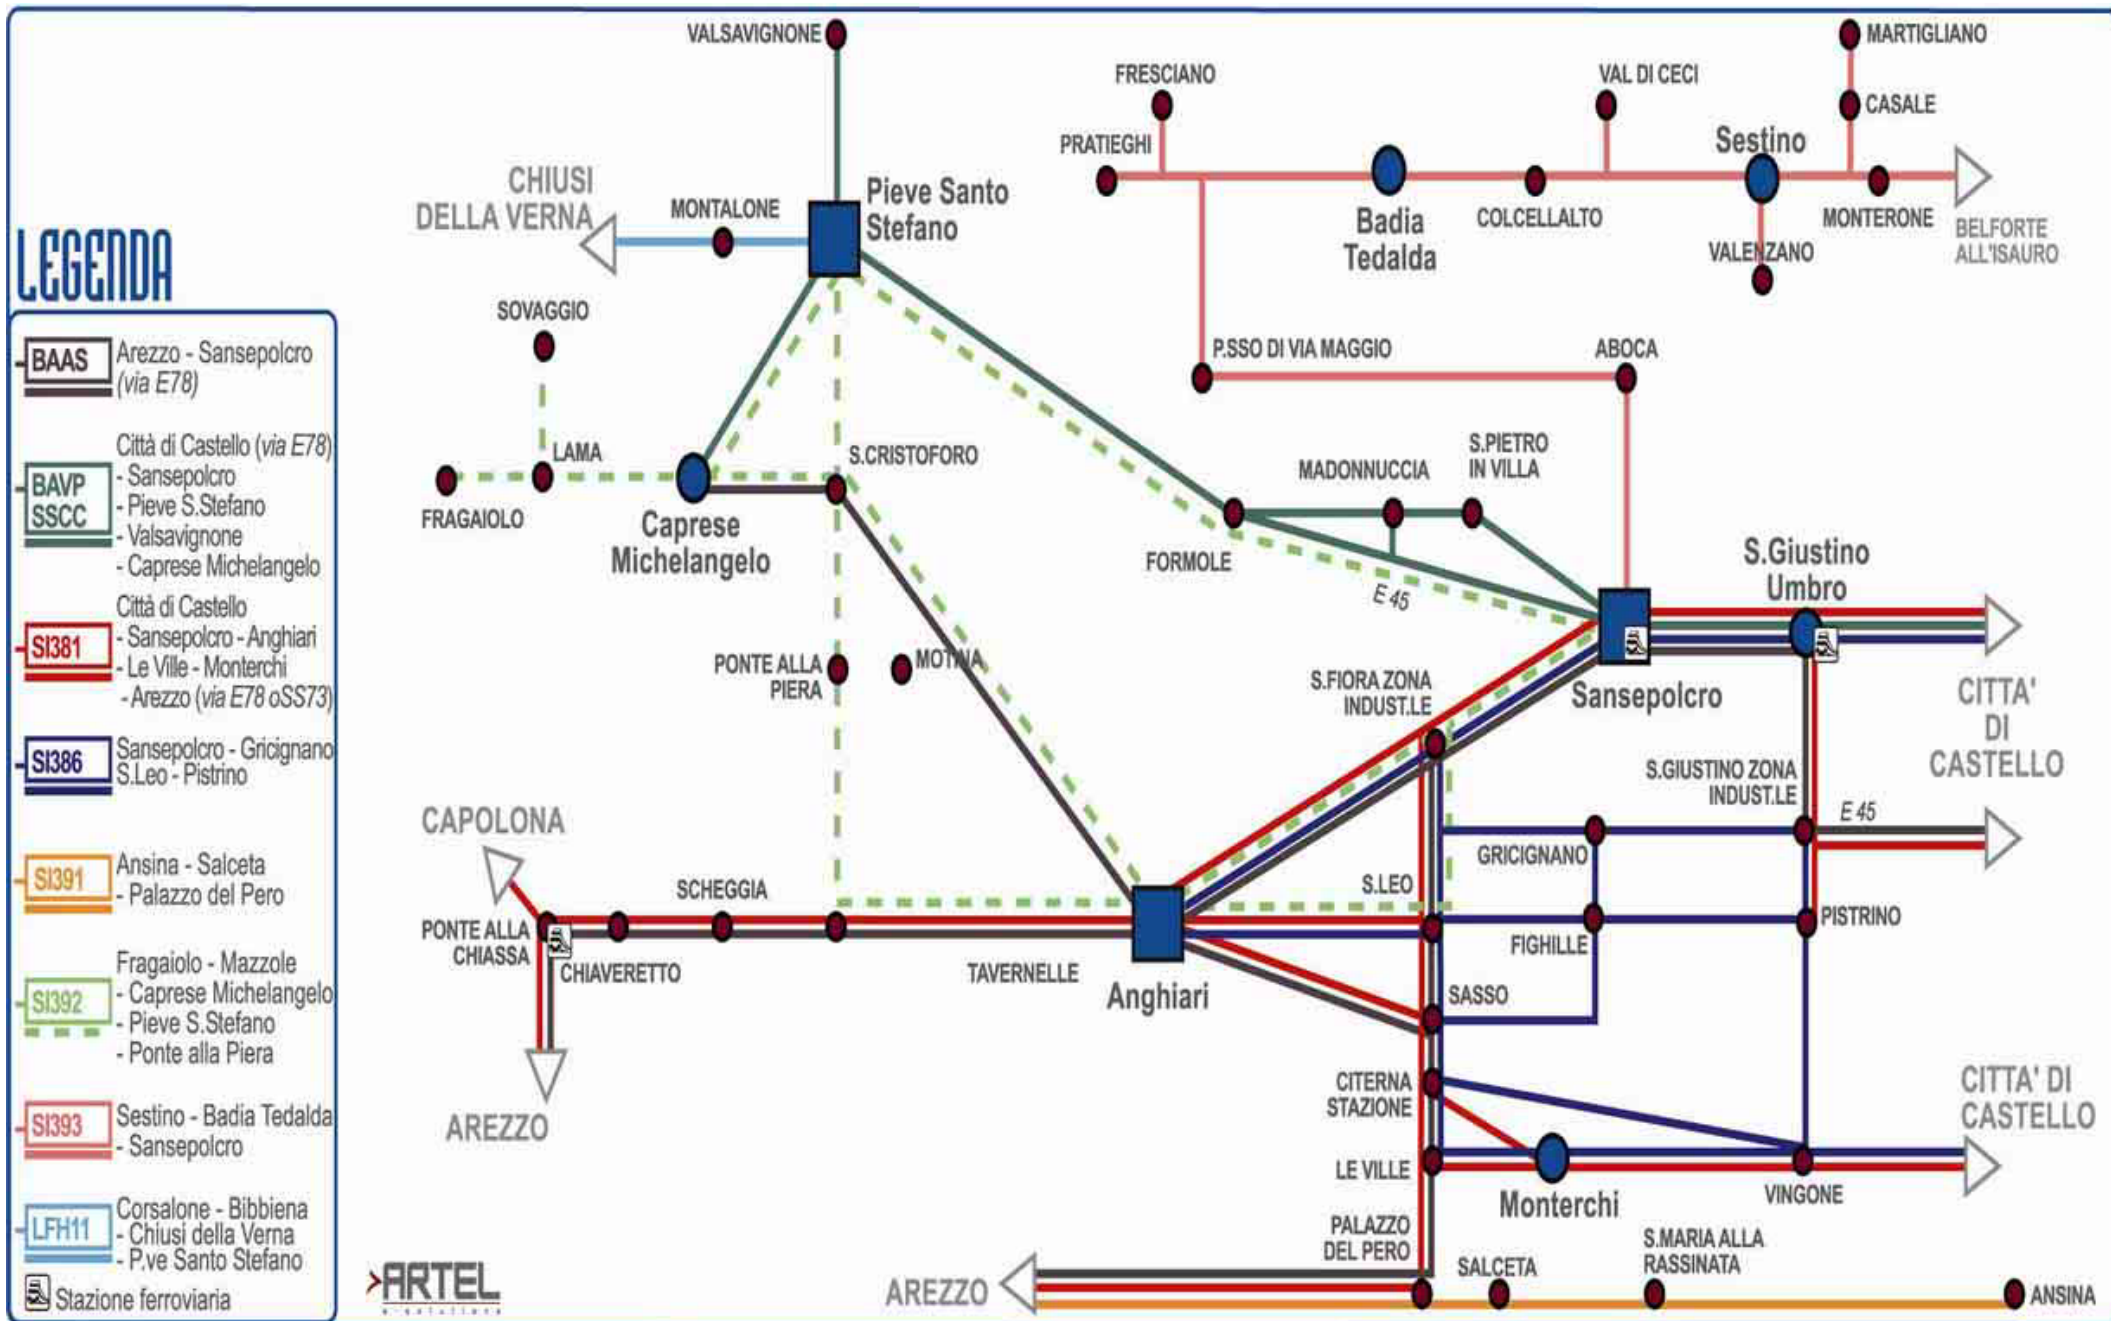 LEGENDA
BAAS
Arezzo - Sansepolcro
(via E78)
BAVP
SSCC
Città di Castello (via E78)
- Sansepolcro
- Pieve S.Stefano
- Valsavignone
- Caprese Michelangelo
SI381
Città di Castello
- Sansepolcro - Anghiari
- Le Ville - Monterchi
- Arezzo (via E78 oSS73)
SI386
Sansepolcro - Gricignano
S.Leo - Pistrino
SI391
Ansina - Salceta
- Palazzo del Pero
SI392
Fragaiolo - Mazzole
- Caprese Michelangelo
- Pieve S.Stefano
- Ponte alla Piera
SI393
Sestino - Badia Tedalda
- Sansepolcro
LFH11
Corsalone - Bibbiena
- Chiusi della Verna
- P.ve Santo Stefano
Stazione ferroviaria
VALSAVIGNONE
CHIUSI
DELLA VERNA
MONTALONE
Pieve Santo
Stefano
SOVAGGIO
LAMA
FRAGAIOLO
Caprese
Michelangelo
S.CRISTOFORO
PONTE ALLA
PIERA
MOTINA
FRESCIANO
PRATIEGHI
Badia
Tedalda
COLCELLALTO
VAL DI CECI
Sestino
VALENZANO
MARTIGLIANO
CASALE
MONTERONE
BELFORTE
ALL'ISAURO
P.SSO DI VIA MAGGIO
ABOCA
MADONNUCCIA
S.PIETRO
IN VILLA
FORMOLE
E 45
S.Giustino
Umbro
Sansepolcro
S.FIORA ZONA
INDUST.LE
CITTA'
DI
CASTELLO
S.GIUSTINO ZONA
INDUST.LE
E 45
GRICIGNANO
S.LEO
FIGHILLE
PISTRINO
CAPOLONA
SCHEGGIA
PONTE ALLA
CHIASSA
CHIAVERETTO
TAVERNELLE
Anghiari
AREZZO
SASSO
CITERNA
STAZIONE
LE VILLE
Monterchi
VINGONE
CITTA' DI
CASTELLO
PALAZZO
DEL PERO
AREZZO
SALCETA
S.MARIA ALLA
RASSINATA
ANSINA
ARTEL